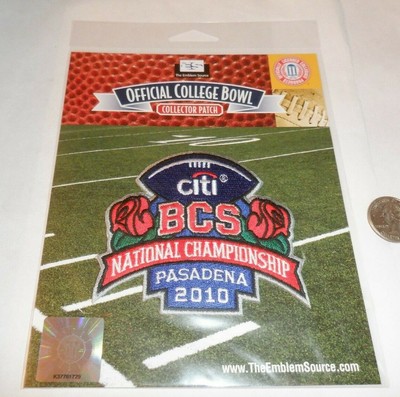 The Emblem Source
OFFICIAL COLLEGE BOWL
COLLECTOR PATCH
citi®
BCS
NATIONAL CHAMPIONSHIP
PASADENA
2010
www.TheEmblemSource.com